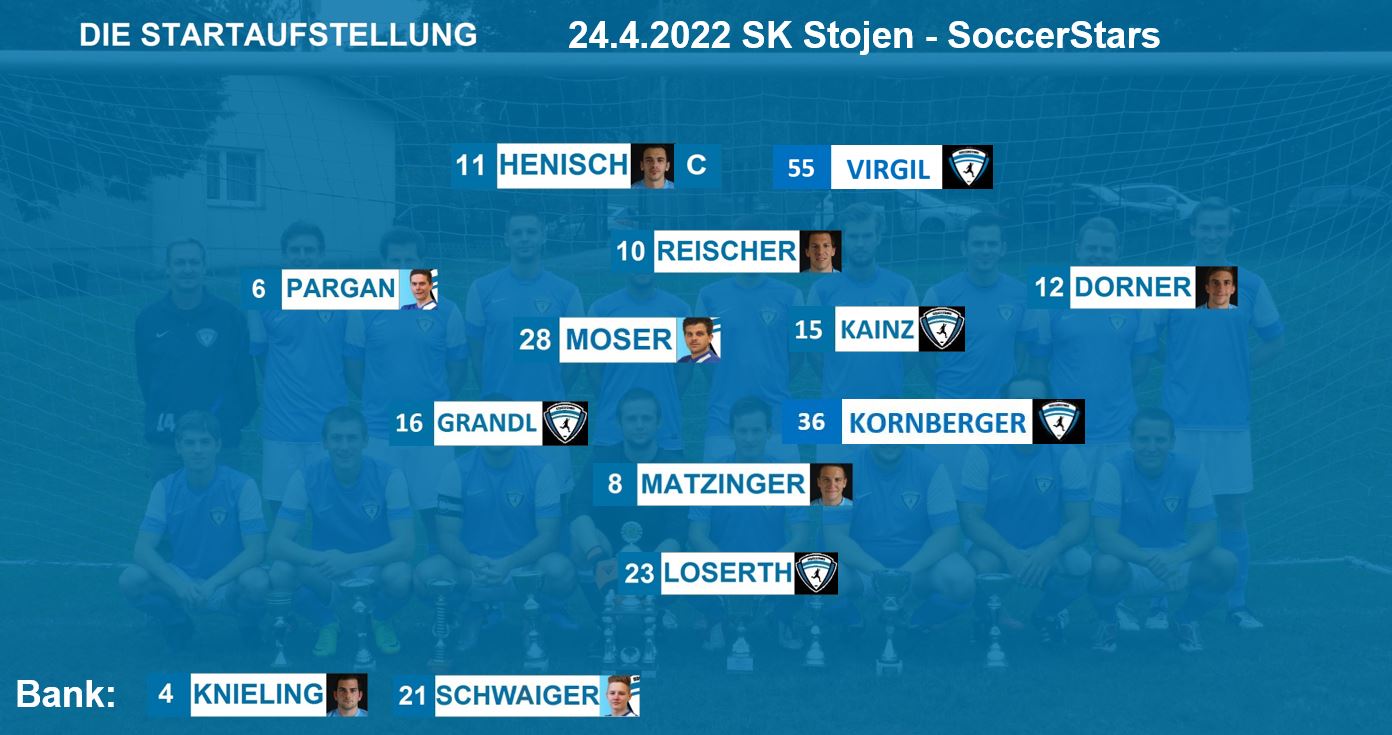 DIE STARTAUFSTELLUNG 24.4.2022 SK Stojen - SoccerStars
11 HENISCH C 55 VIRGIL
10 REISCHER
6 PARGAN 12 DORNER
28 MOSER 15 KAINZ
16 GRANDL 36 KORNBERGER
8 MATZINGER
23 LOSERTH
Bank: 4 KNIELING 21 SCHWAIGER